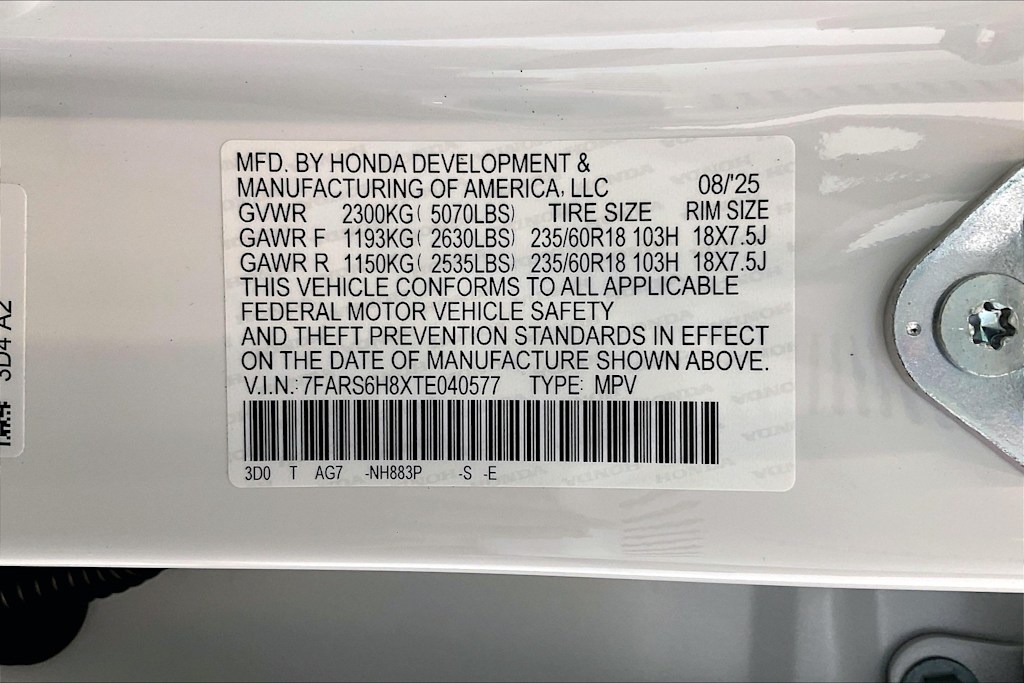 MFD. BY HONDA DEVELOPMENT &
MANUFACTURING OF AMERICA, LLC 08/'25
GVWR 2300KG( 5070LBS) TIRE SIZE RIM SIZE
GAWR F 1193KG( 2630LBS) 235/60R18 103H 18X7.5J
GAWR R 1150KG( 2535LBS) 235/60R18 103H 18X7.5J
THIS VEHICLE CONFORMS TO ALL APPLICABLE
FEDERAL MOTOR VEHICLE SAFETY
AND THEFT PREVENTION STANDARDS IN EFFECT
ON THE DATE OF MANUFACTURE SHOWN ABOVE.
V.I.N.: 7FARS6H8XTE040577 TYPE: MPV
3D0 T AG7 -NH883P -S -E
3D4 A2